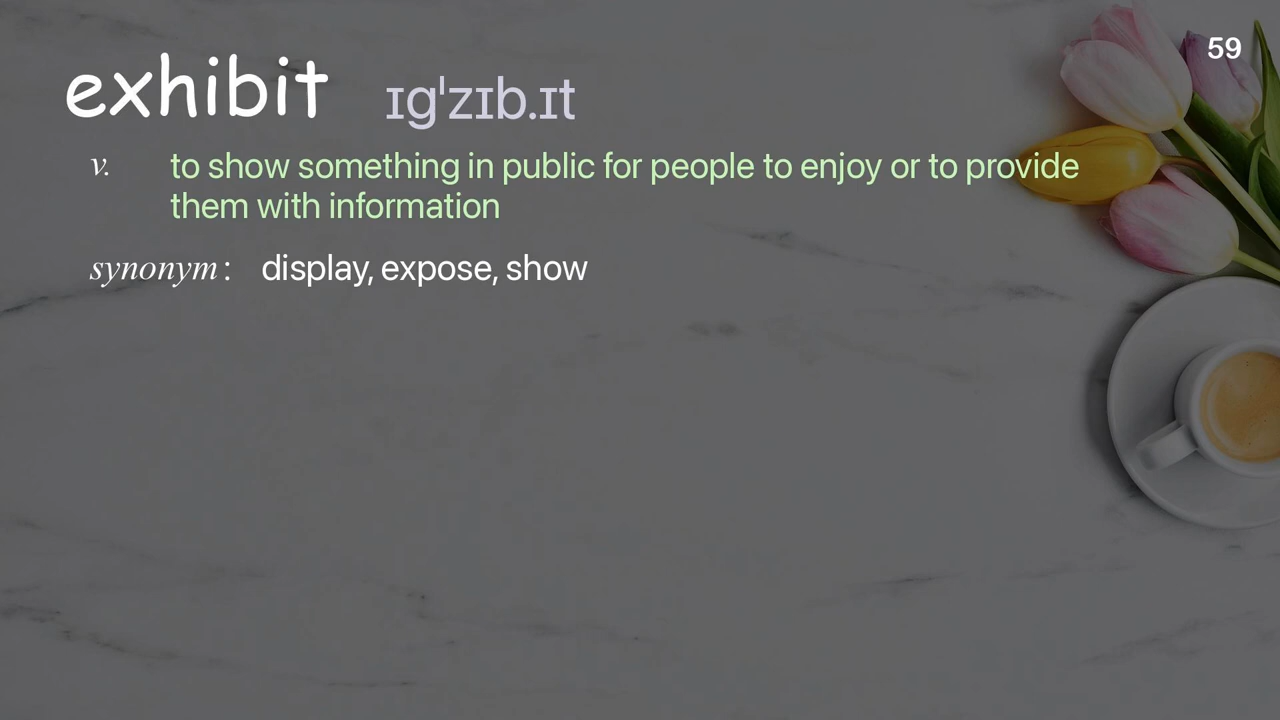 59
exhibit ɪɡˈzɪb.ɪt
v. to show something in public for people to enjoy or to provide
them with information
synonym: display, expose, show